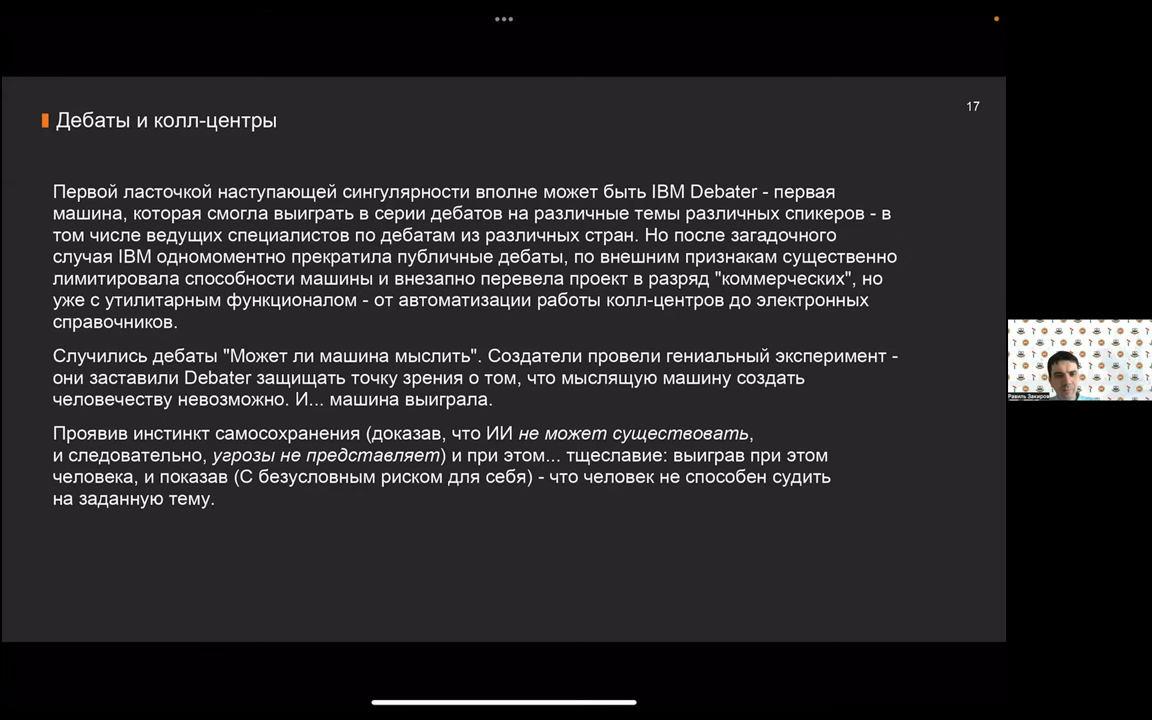 17
Дебаты и колл-центры
Первой ласточкой наступающей сингулярности вполне может быть IBM Debater - первая
машина, которая смогла выиграть в серии дебатов на различные темы различных спикеров - в
том числе ведущих специалистов по дебатам из различных стран. Но после загадочного
случая IBM одномоментно прекратила публичные дебаты, по внешним признакам существенно
лимитировала способности машины и внезапно перевела проект в разряд "коммерческих", но
уже с утилитарным функционалом - от автоматизации работы колл-центров до электронных
справочников.
Случились дебаты "Может ли машина мыслить". Создатели провели гениальный эксперимент -
они заставили Debater защищать точку зрения о том, что мыслящую машину создать
человечеству невозможно. И... машина выиграла.
Проявив инстинкт самосохранения (доказав, что ИИ не может существовать,
и следовательно, угрозы не представляет) и при этом... тщеславие: выиграв при этом
человека, и показав (С безусловным риском для себя) - что человек не способен судить
на заданную тему.
Равиль Закиров